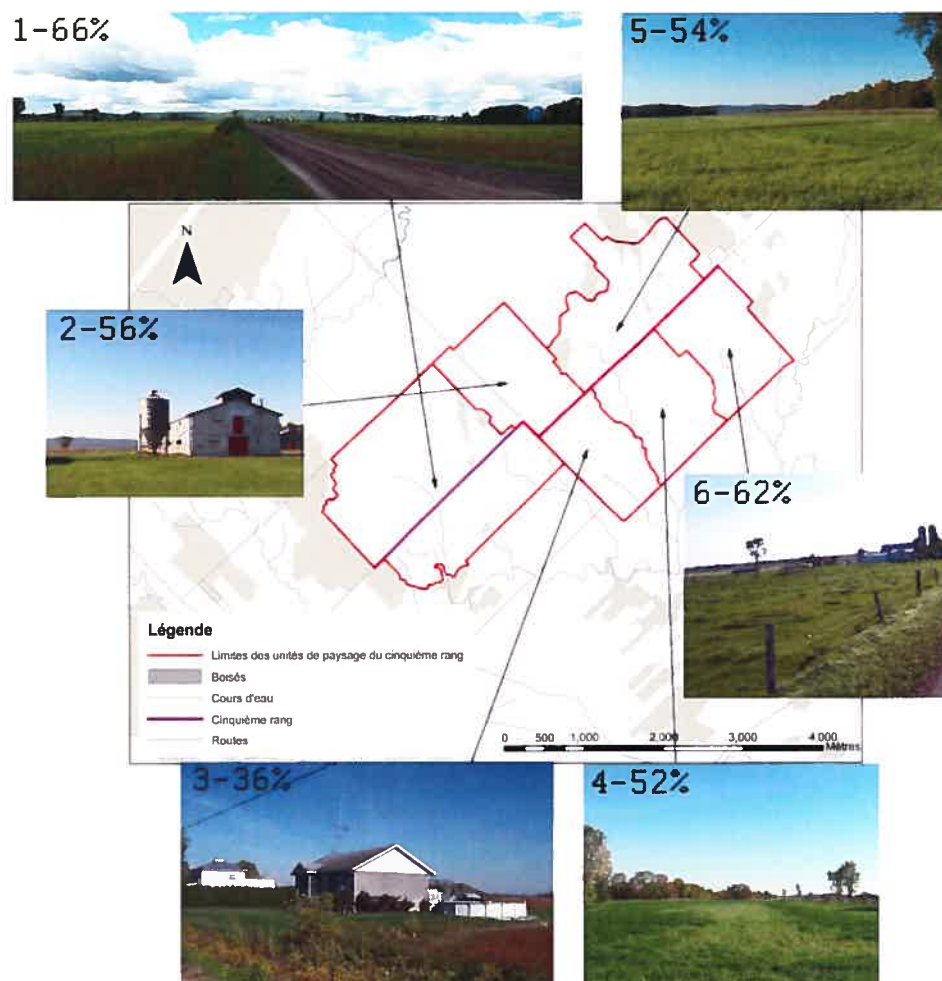 1-66%
5-54%
N
2-56%
6-62%
Légende
Limites des unités de paysage du cinquième rang
Boisés
Cours d'eau
Cinquième rang
Routes
0 500 1,000 2,000 3,000 4,000
Mètres
3-36%
4-52%